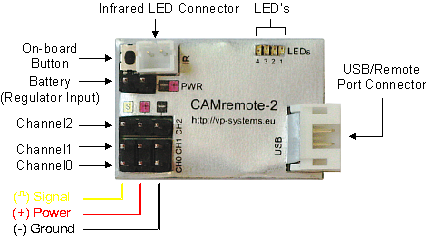 Infrared LED Connector
LED's
On-board
Button
LEDs
4 3 2 1
IR
Battery
(Regulator Input)
PWR
USB/Remote
Port Connector
S + -
CAMremote-2
http://vp-systems.eu
Channel2
Channel1
Channel0
CH0 CH1 CH2
USB
Signal
(+) Power
(-) Ground